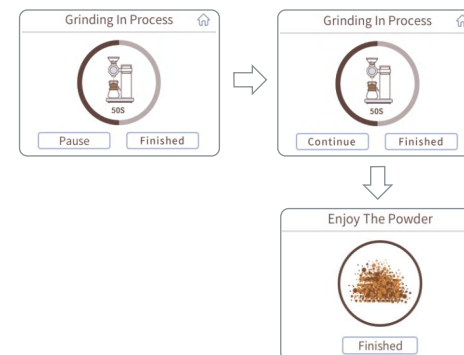 Grinding In Process
50S
Pause
Finished
Grinding In Process
50S
Continue
Finished
Enjoy The Powder
Finished